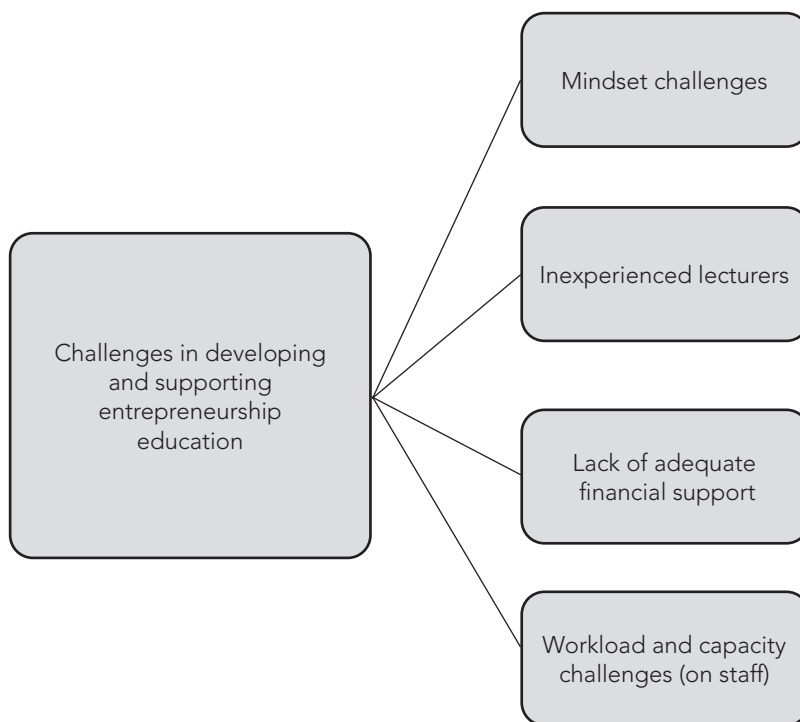 Challenges in developing
and supporting
entrepreneurship
education
Mindset challenges
Inexperienced lecturers
Lack of adequate
financial support
Workload and capacity
challenges (on staff)